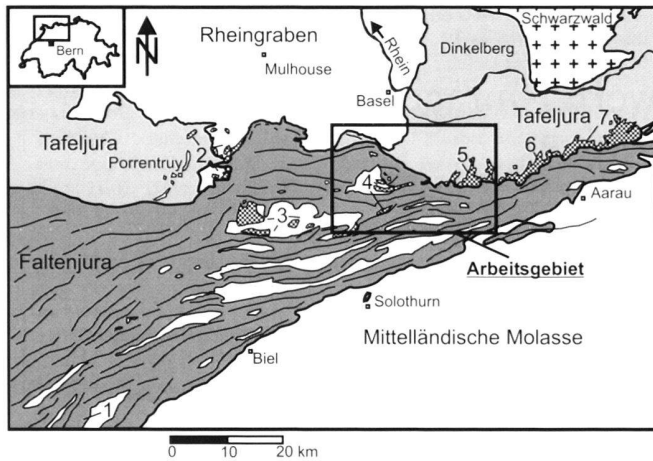 Bern
N
Rheingraben
Mulhouse
Rhein
Basel
Schwarzwald
Dinkelberg
Tafeljura
Porrentruy
2
Tafeljura
7
6
5
4
3
Aarau
Faltenjura
Arbeitsgebiet
Solothurn
Mittelländische Molasse
Biel
1
0 10 20 km